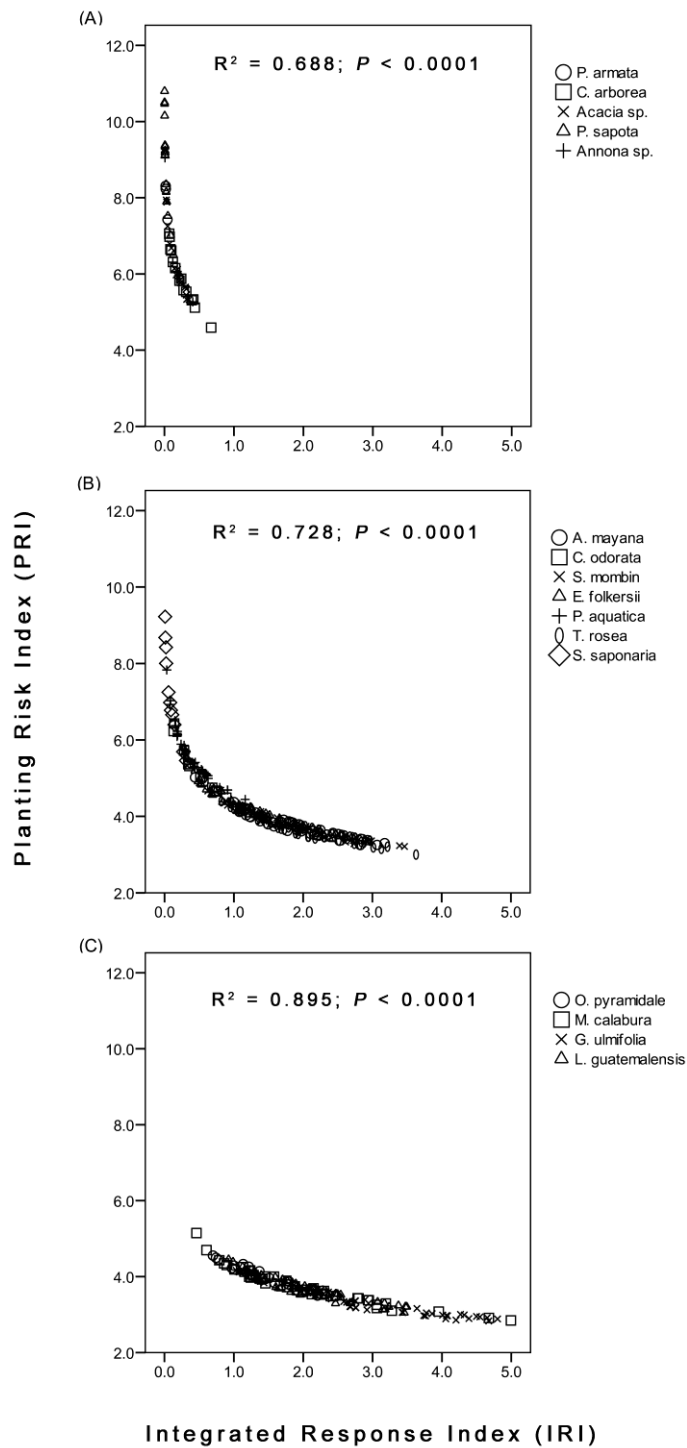 (A)
12.0
10.0
8.0
6.0
4.0
2.0
R² = 0.688; P < 0.0001
P. armata
C. arborea
Acacia sp.
P. sapota
Annona sp.
0.0 1.0 2.0 3.0 4.0 5.0
(B)
12.0
10.0
8.0
6.0
4.0
2.0
R² = 0.728; P < 0.0001
A. mayana
C. odorata
S. mombin
E. folkersii
P. aquatica
T. rosea
S. saponaria
0.0 1.0 2.0 3.0 4.0 5.0
Planting Risk Index (PRI)
(C)
12.0
10.0
8.0
6.0
4.0
2.0
R² = 0.895; P < 0.0001
O. pyramidale
M. calabura
G. ulmifolia
L. guatemalensis
0.0 1.0 2.0 3.0 4.0 5.0
Integrated Response Index (IRI)